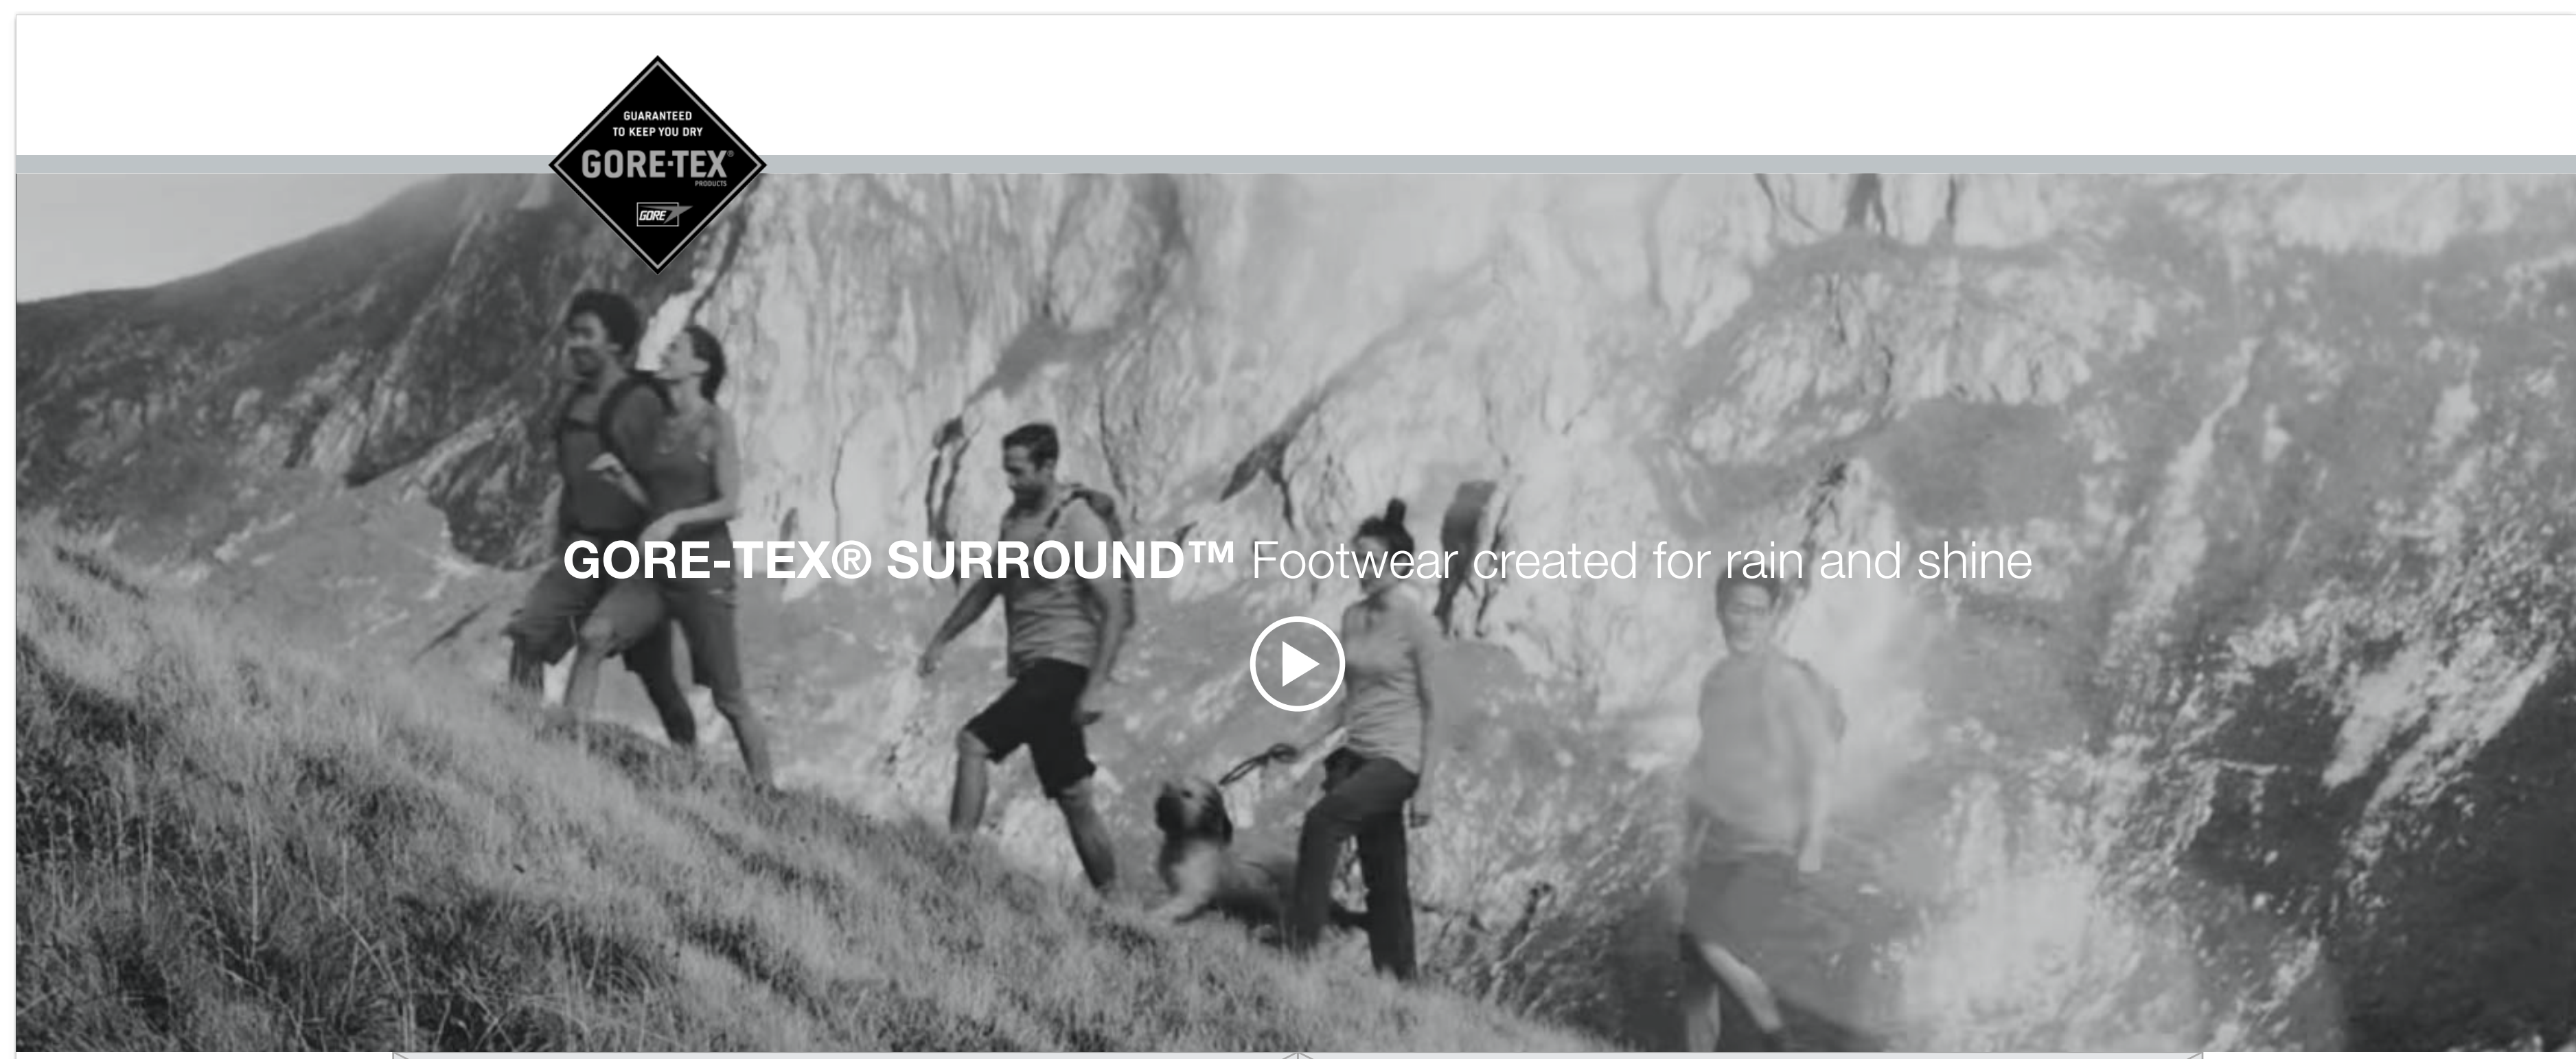 GUARANTEED
TO KEEP YOU DRY
GORE-TEX®
PRODUCTS
GORE
GORE-TEX® SURROUND™ Footwear created for rain and shine